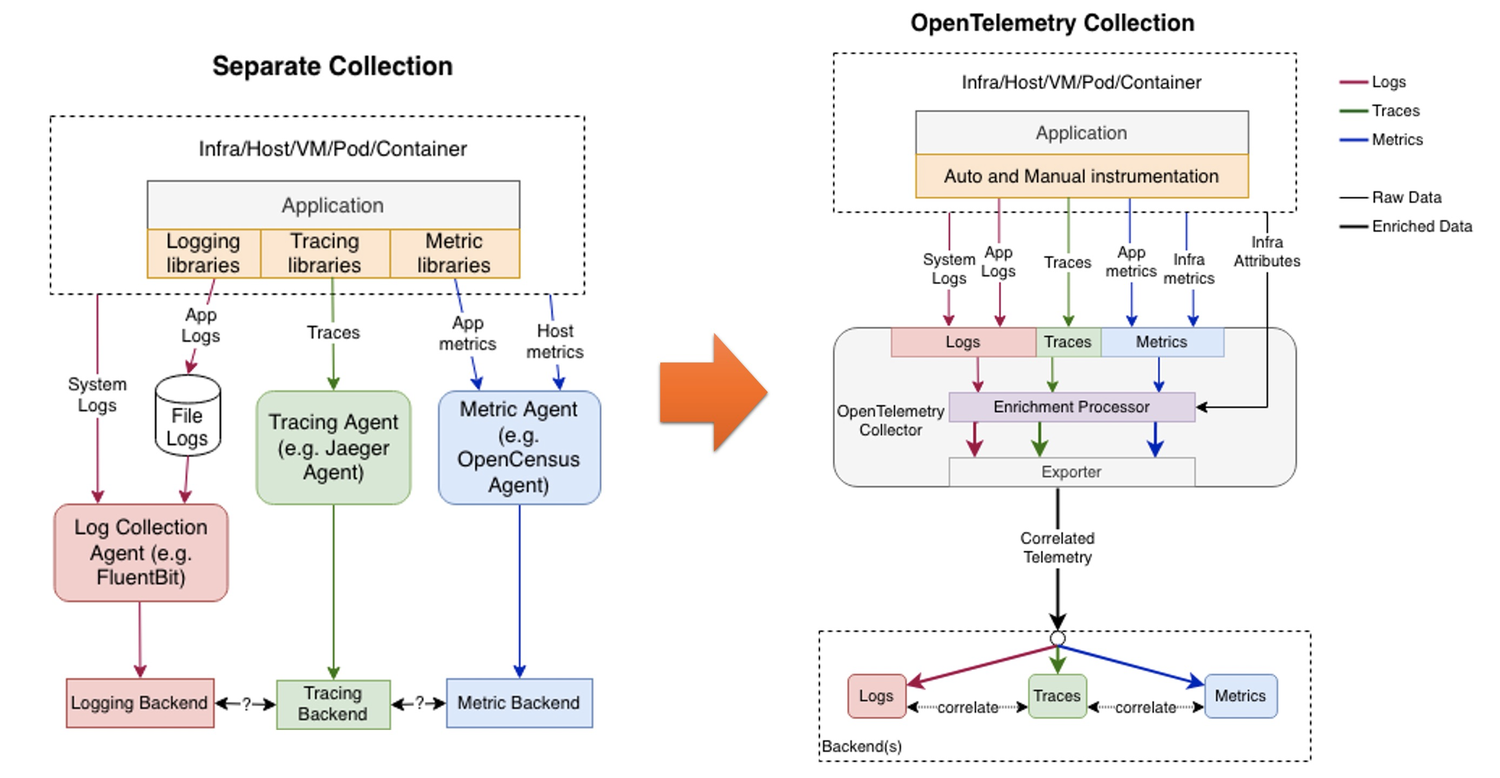 Separate Collection
Infra/Host/VM/Pod/Container
Application
Logging
libraries
Tracing
libraries
Metric
libraries
App
Logs
Traces
App
metrics
Host
metrics
System
Logs
File
Logs
Tracing Agent
(e.g. Jaeger
Agent)
Metric Agent
(e.g.
OpenCensus
Agent)
Log Collection
Agent (e.g.
FluentBit)
Logging Backend
?
Tracing
Backend
?
Metric Backend
OpenTelemetry Collection
Infra/Host/VM/Pod/Container
Application
Auto and Manual instrumentation
System
Logs
App
Logs
Traces
App
metrics
Infra
metrics
Infra
Attributes
Logs
Traces
Metrics
OpenTelemetry
Collector
Enrichment Processor
Exporter
Correlated
Telemetry
Logs
correlate
Traces
correlate
Metrics
Backend(s)
Logs
Traces
Metrics
Raw Data
Enriched Data